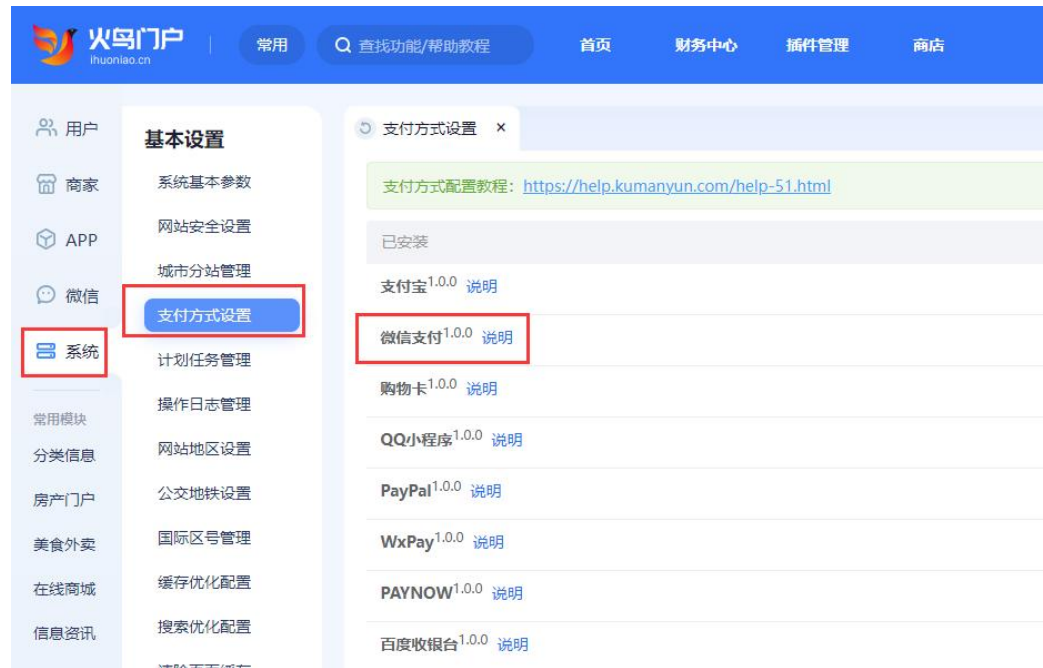 火鸟门户
ihuoniao.cn
常用
查找功能/帮助教程
首页
财务中心
插件管理
商店
用户
商家
APP
微信
系统
常用模块
分类信息
房产门户
美食外卖
在线商城
信息资讯
基本设置
系统基本参数
网站安全设置
城市分站管理
支付方式设置
计划任务管理
操作日志管理
网站地区设置
公交地铁设置
国际区号管理
缓存优化配置
搜索优化配置
支付方式设置 ×
支付方式配置教程：https://help.kumanyun.com/help-51.html
已安装
支付宝1.0.0 说明
微信支付1.0.0 说明
购物卡1.0.0 说明
QQ小程序1.0.0 说明
PayPal1.0.0 说明
WxPay1.0.0 说明
PAYNOW1.0.0 说明
百度收银台1.0.0 说明